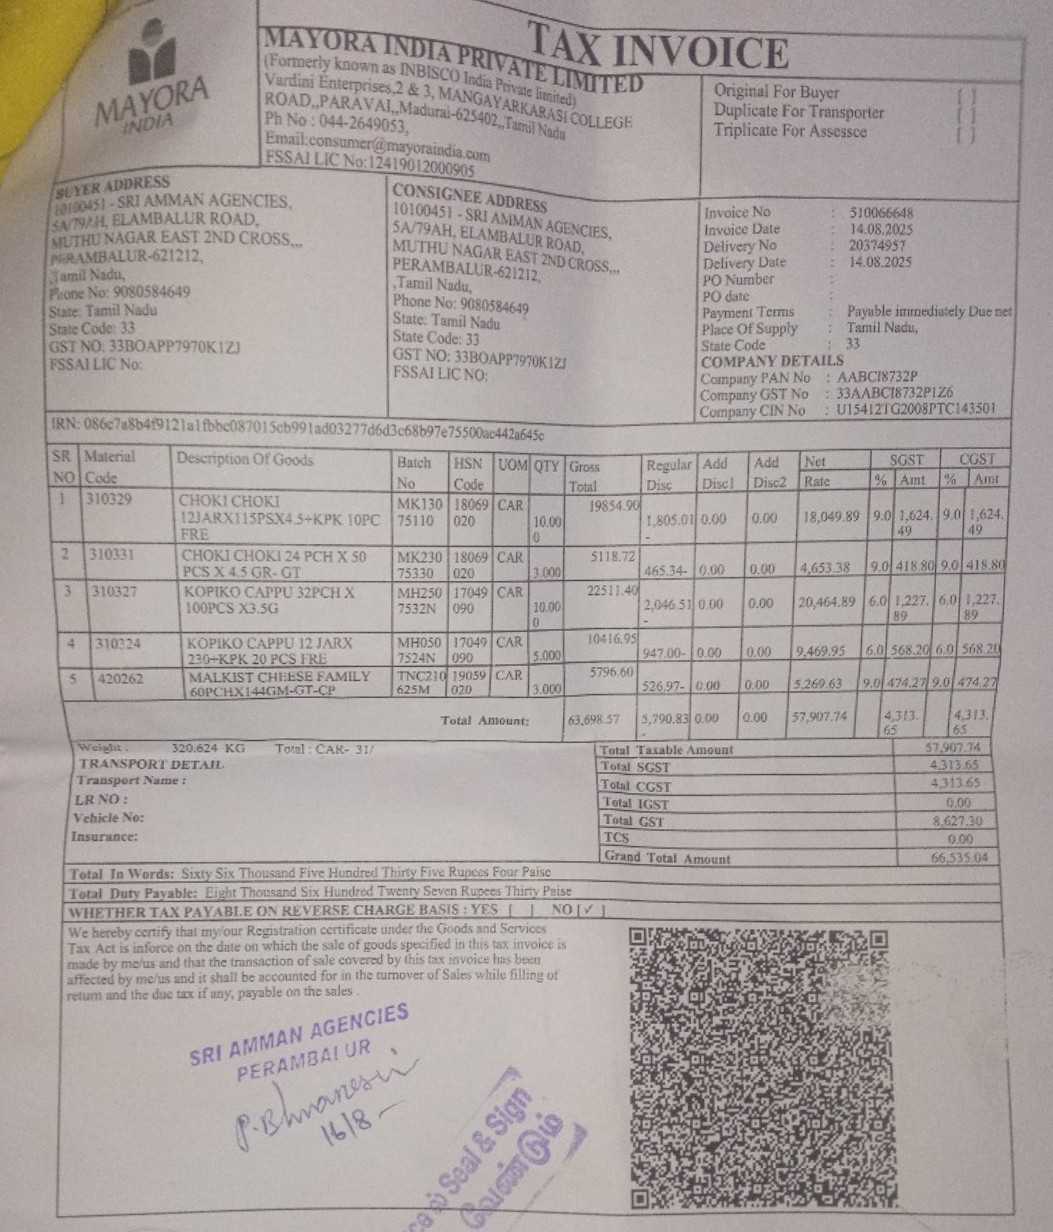 TAX INVOICE
MAYORA
INDIA
MAYORA INDIA PRIVATE LIMITED
(Formerly known as INBISCO India Private limited)
Vardini Enterprises,2 & 3, MANGAYARKARASI COLLEGE
ROAD,,PARAVAI,,Madurai-625402,,Tamil Nadu
Ph No : 044-2649053,
Email:consumer@mayoraindia.com
FSSAI LIC No:12419012000905
Original For Buyer [ ]
Duplicate For Transporter [ ]
Triplicate For Assessee [ ]
BUYER ADDRESS
10100451 - SRI AMMAN AGENCIES,
5A/79AH, ELAMBALUR ROAD,
MUTHU NAGAR EAST 2ND CROSS,,,
PERAMBALUR-621212,
,Tamil Nadu,
Phone No: 9080584649
State: Tamil Nadu
State Code: 33
GST NO: 33BOAPP7970K1ZJ
FSSAI LIC No:
CONSIGNEE ADDRESS
10100451 - SRI AMMAN AGENCIES,
5A/79AH, ELAMBALUR ROAD,
MUTHU NAGAR EAST 2ND CROSS,,,
PERAMBALUR-621212,
,Tamil Nadu,
Phone No: 9080584649
State: Tamil Nadu
State Code: 33
GST NO: 33BOAPP7970K1ZJ
FSSAI LIC NO:
Invoice No : 510066648
Invoice Date : 14.08.2025
Delivery No : 20374957
Delivery Date : 14.08.2025
PO Number :
PO date :
Payment Terms : Payable immediately Due net
Place Of Supply : Tamil Nadu,
State Code : 33
COMPANY DETAILS
Company PAN No : AABCI8732P
Company GST No : 33AABCI8732P1Z6
Company CIN No : U15412TG2008PTC143501
IRN: 086c7a8b4f9121a1fbbc087015cb991ad03277d6d3c68b97e75500ac442a645c
SR Material Description Of Goods Batch HSN UOM QTY Gross Regular Add Add Net SGST CGST
NO Code No Code Total Disc Disc1 Disc2 Rate % Amt % Amt
1 310329 CHOKI CHOKI MK130 18069 CAR 19854.90
12JARX115PSX4.5+KPK 10PC 75110 020 10.00 1,805.01 0.00 0.00 18,049.89 9.0 1,624. 9.0 1,624.
FRE 0 - 49 49
2 310331 CHOKI CHOKI 24 PCH X 50 MK230 18069 CAR 5118.72
PCS X 4.5 GR- GT 75330 020 3.000 465.34- 0.00 0.00 4,653.38 9.0 418.80 9.0 418.80
3 310327 KOPIKO CAPPU 32PCH X MH250 17049 CAR 22511.40
100PCS X3.5G 7532N 090 10.00 2,046.51 0.00 0.00 20,464.89 6.0 1,227. 6.0 1,227.
0 - 89 89
4 310324 KOPIKO CAPPU 12 JARX MH050 17049 CAR 10416.95
230+KPK 20 PCS FRE 7524N 090 5.000 947.00- 0.00 0.00 9,469.95 6.0 568.20 6.0 568.20
5 420262 MALKIST CHEESE FAMILY TNC210 19059 CAR 5796.60
60PCHX144GM-GT-CP 625M 020 3.000 526.97- 0.00 0.00 5,269.63 9.0 474.27 9.0 474.27
Total Amount: 63,698.57 5,790.83 0.00 0.00 57,907.74 4,313. 4,313.
- 65 65
Weight : 320.624 KG Total : CAR- 31/
TRANSPORT DETAIL
Transport Name :
LR NO :
Vehicle No:
Insurance:
Total Taxable Amount 57,907.74
Total SGST 4,313.65
Total CGST 4,313.65
Total IGST 0.00
Total GST 8,627.30
TCS 0.00
Grand Total Amount 66,535.04
Total In Words: Sixty Six Thousand Five Hundred Thirty Five Rupees Four Paise
Total Duty Payable: Eight Thousand Six Hundred Twenty Seven Rupees Thirty Paise
WHETHER TAX PAYABLE ON REVERSE CHARGE BASIS : YES [ ] NO [✓ ]
We hereby certify that my/our Registration certificate under the Goods and Services
Tax Act is inforce on the date on which the sale of goods specified in this tax invoice is
made by me/us and that the transaction of sale covered by this tax invoice has been
affected by me/us and it shall be accounted for in the turnover of Sales while filling of
return and the due tax if any, payable on the sales .
SRI AMMAN AGENCIES
PERAMBALUR
16/8
Seal & Sign
வேண்டும்